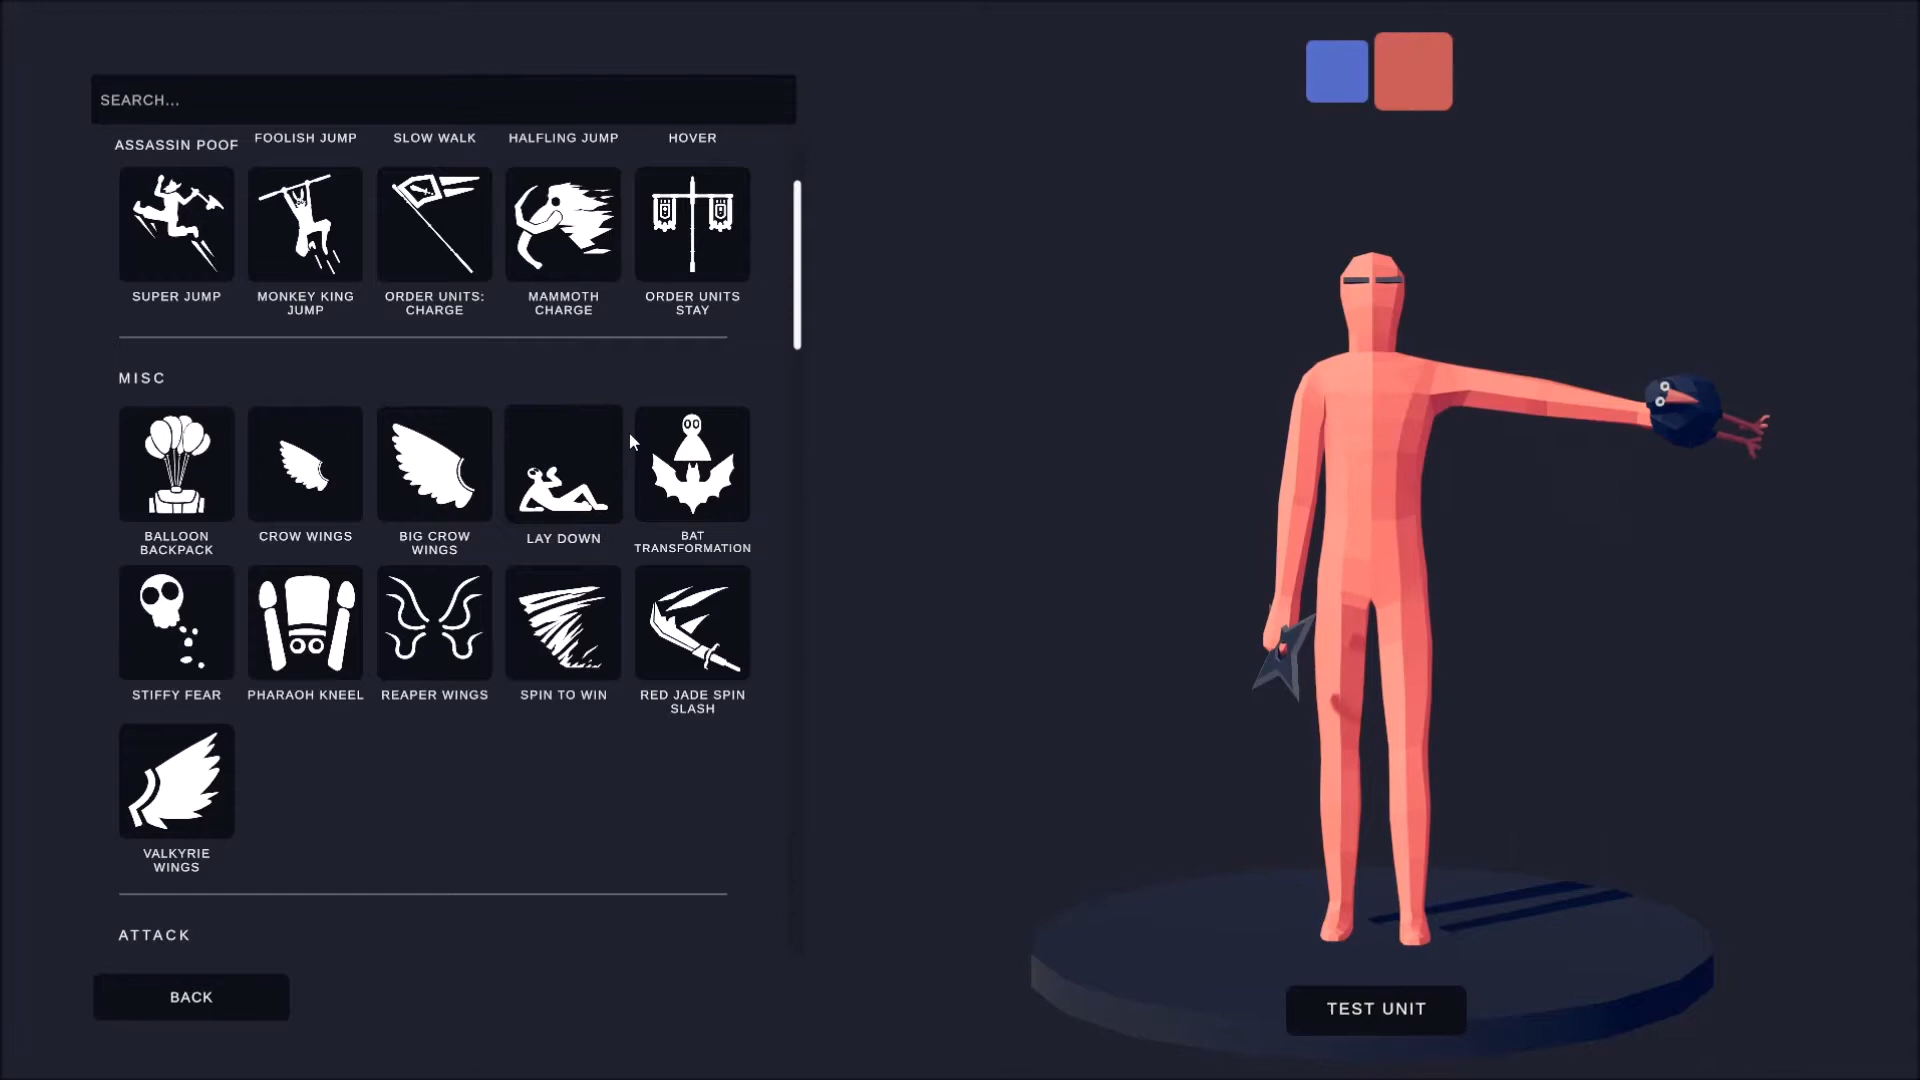 SEARCH...
ASSASSIN POOF
FOOLISH JUMP
SLOW WALK
HALFLING JUMP
HOVER
SUPER JUMP
MONKEY KING
JUMP
ORDER UNITS:
CHARGE
MAMMOTH
CHARGE
ORDER UNITS
STAY
MISC
BALLOON
BACKPACK
CROW WINGS
BIG CROW
WINGS
LAY DOWN
BAT
TRANSFORMATION
STIFFY FEAR
PHARAOH KNEEL
REAPER WINGS
SPIN TO WIN
RED JADE SPIN
SLASH
VALKYRIE
WINGS
ATTACK
BACK
TEST UNIT